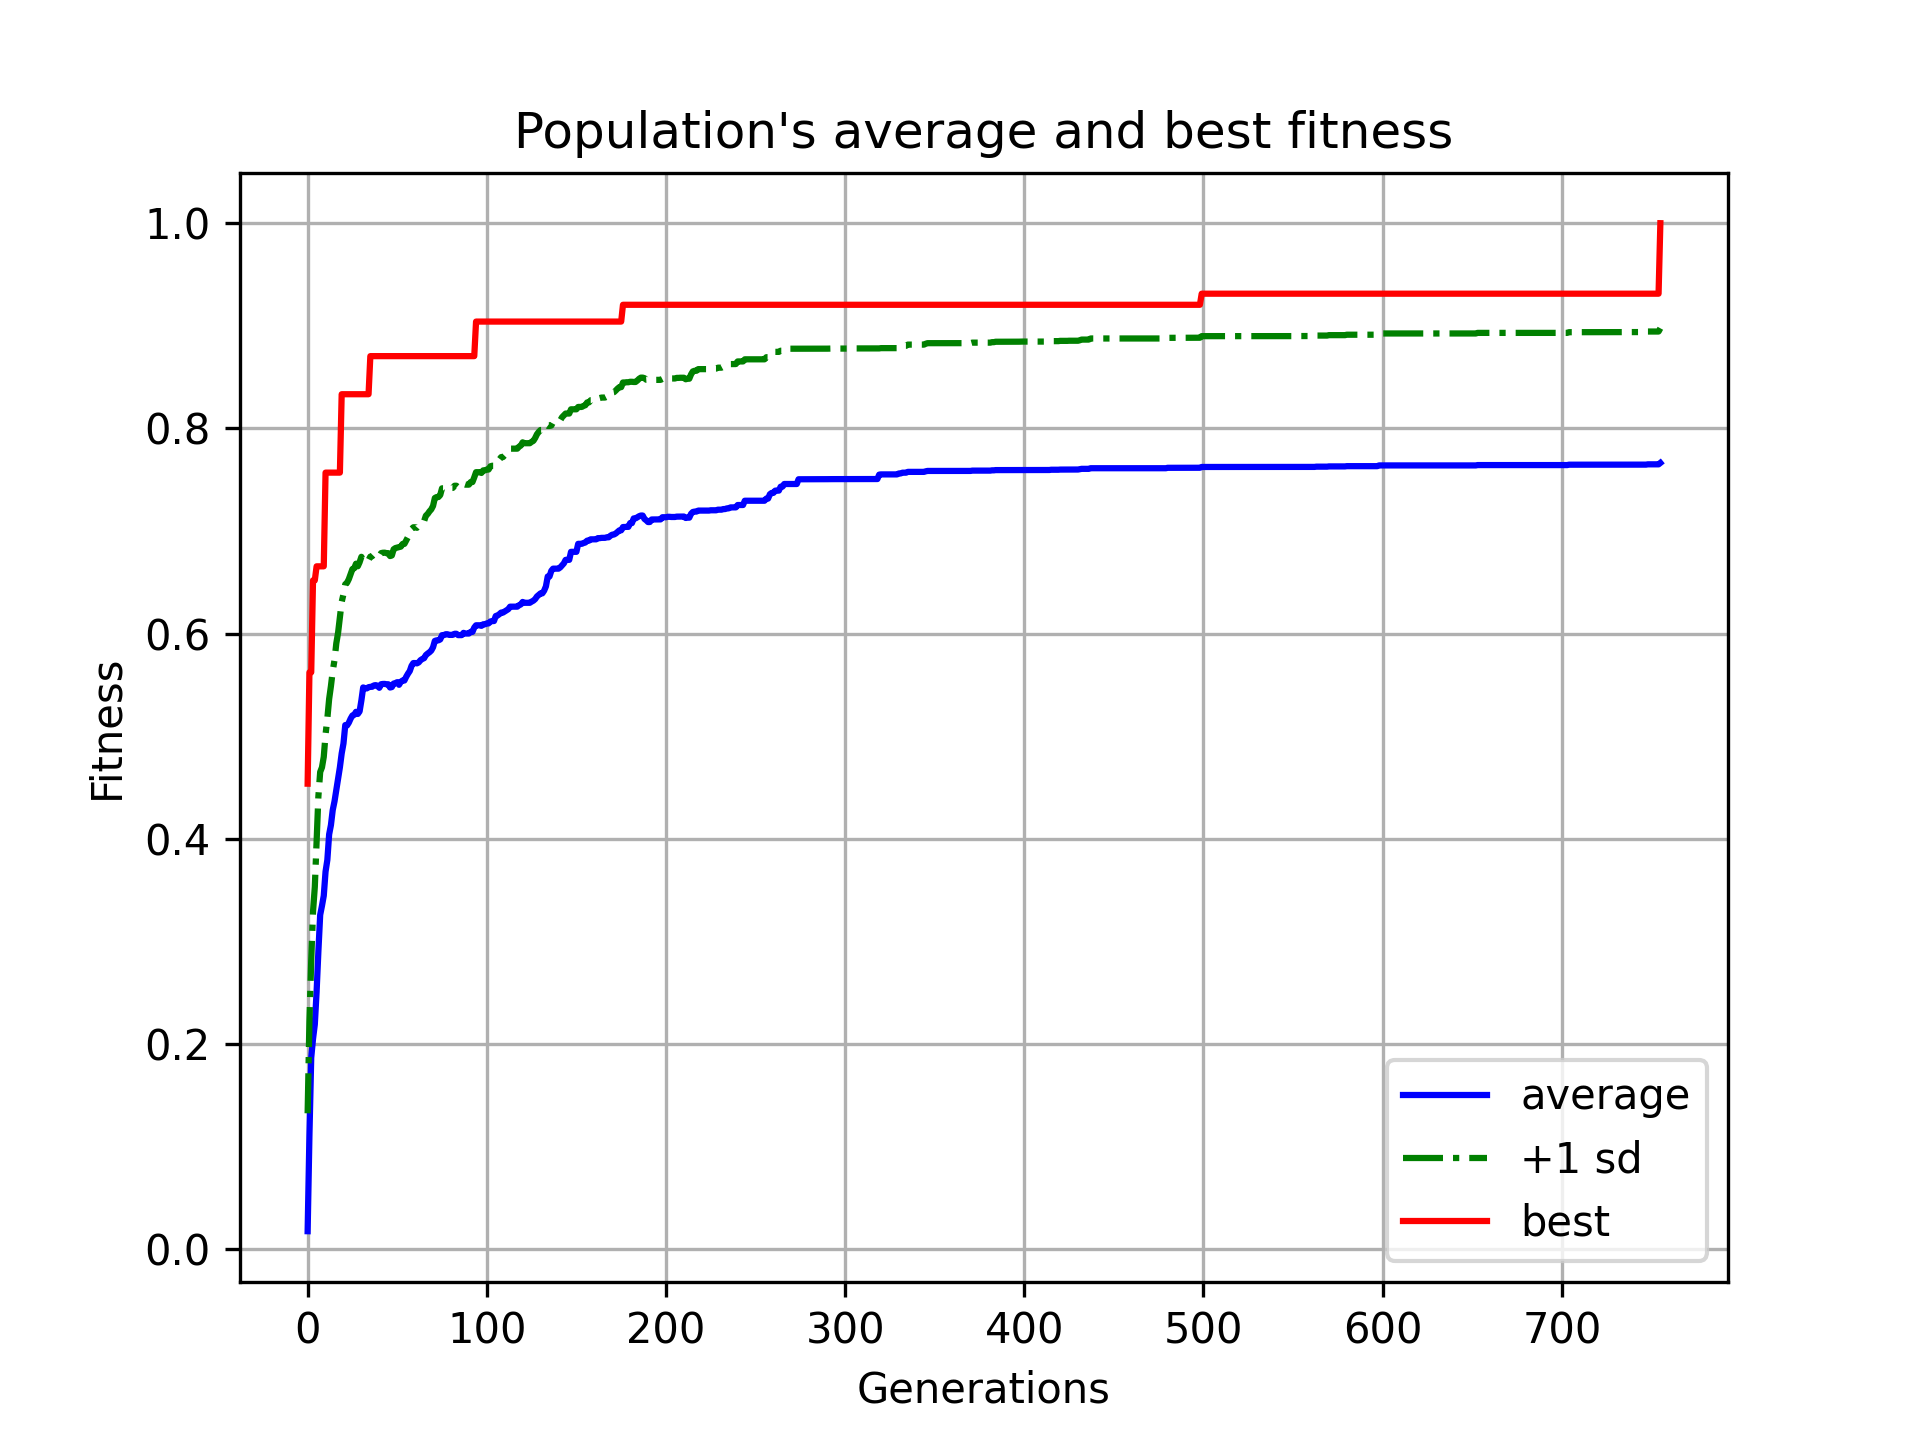 Population's average and best fitness
1.0
0.8
0.6
0.4
0.2
0.0
Fitness
0 100 200 300 400 500 600 700
Generations
average
+1 sd
best